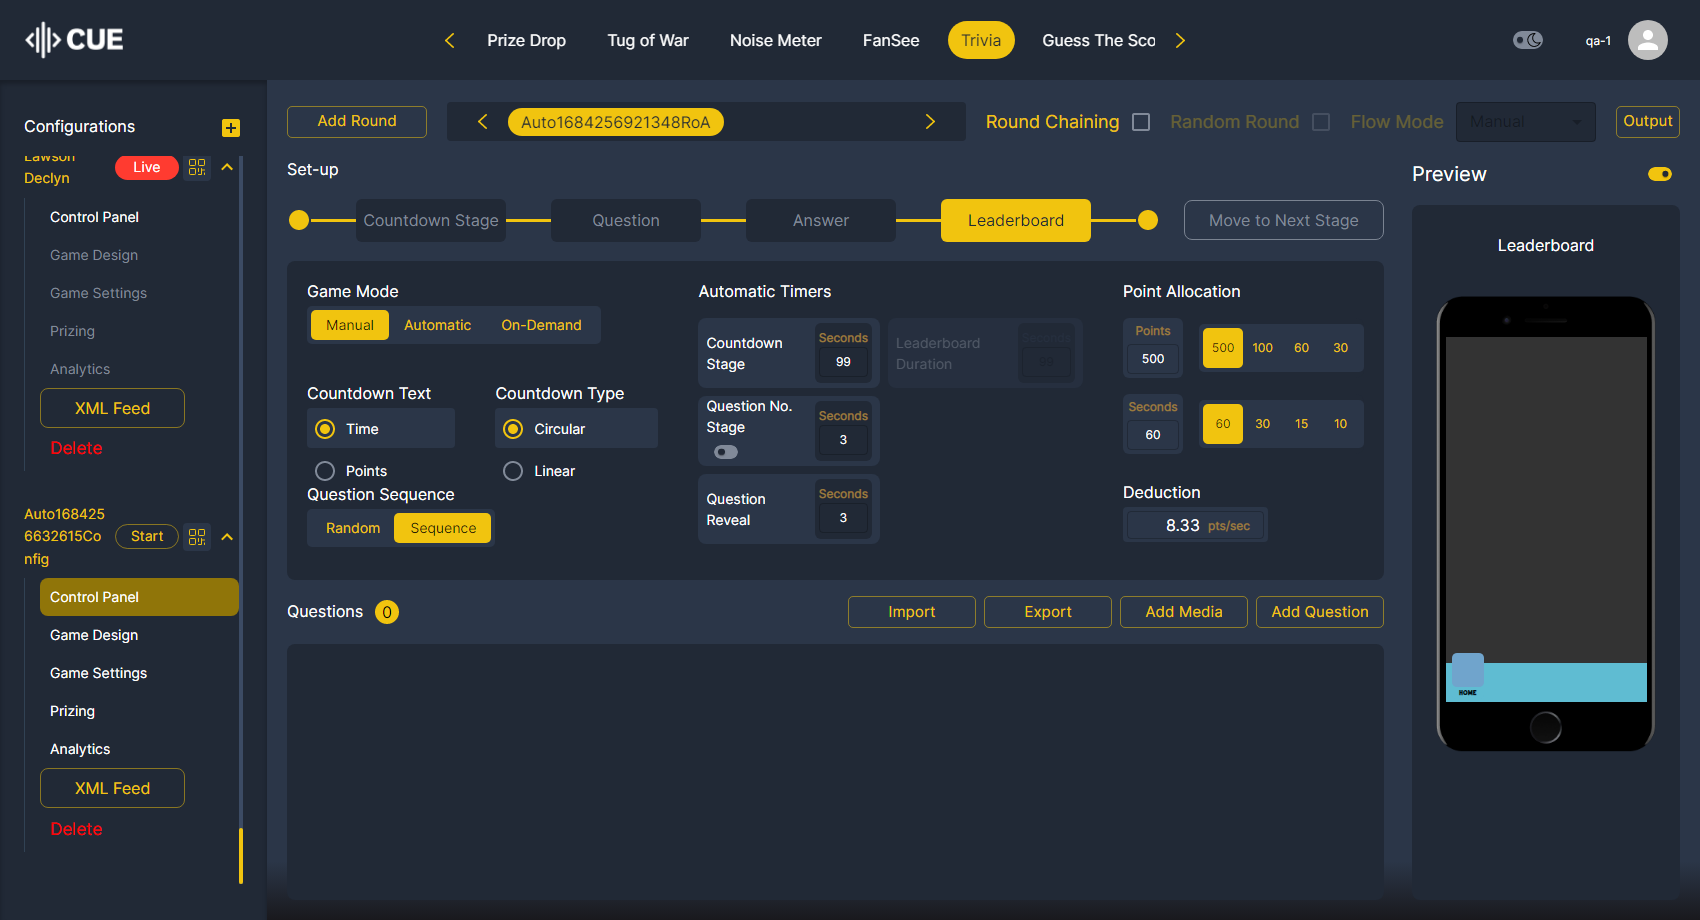 CUE
Prize Drop
Tug of War
Noise Meter
FanSee
Trivia
Guess The Sco
qa-1
Configurations
Lawson
Declyn
Live
Control Panel
Game Design
Game Settings
Prizing
Analytics
XML Feed
Delete
Auto168425
6632615Co
nfig
Start
Control Panel
Game Design
Game Settings
Prizing
Analytics
XML Feed
Delete
Add Round
Auto1684256921348RoA
Round Chaining
Random Round
Flow Mode
Manual
Output
Set-up
Countdown Stage
Question
Answer
Leaderboard
Move to Next Stage
Game Mode
Manual
Automatic
On-Demand
Countdown Text
Time
Points
Countdown Type
Circular
Linear
Question Sequence
Random
Sequence
Automatic Timers
Countdown
Stage
Seconds
99
Leaderboard
Duration
Question No.
Stage
Seconds
3
Question
Reveal
Seconds
3
Point Allocation
Points
500
500
100
60
30
Seconds
60
60
30
15
10
Deduction
8.33 pts/sec
Questions
0
Import
Export
Add Media
Add Question
Preview
Leaderboard
HOME